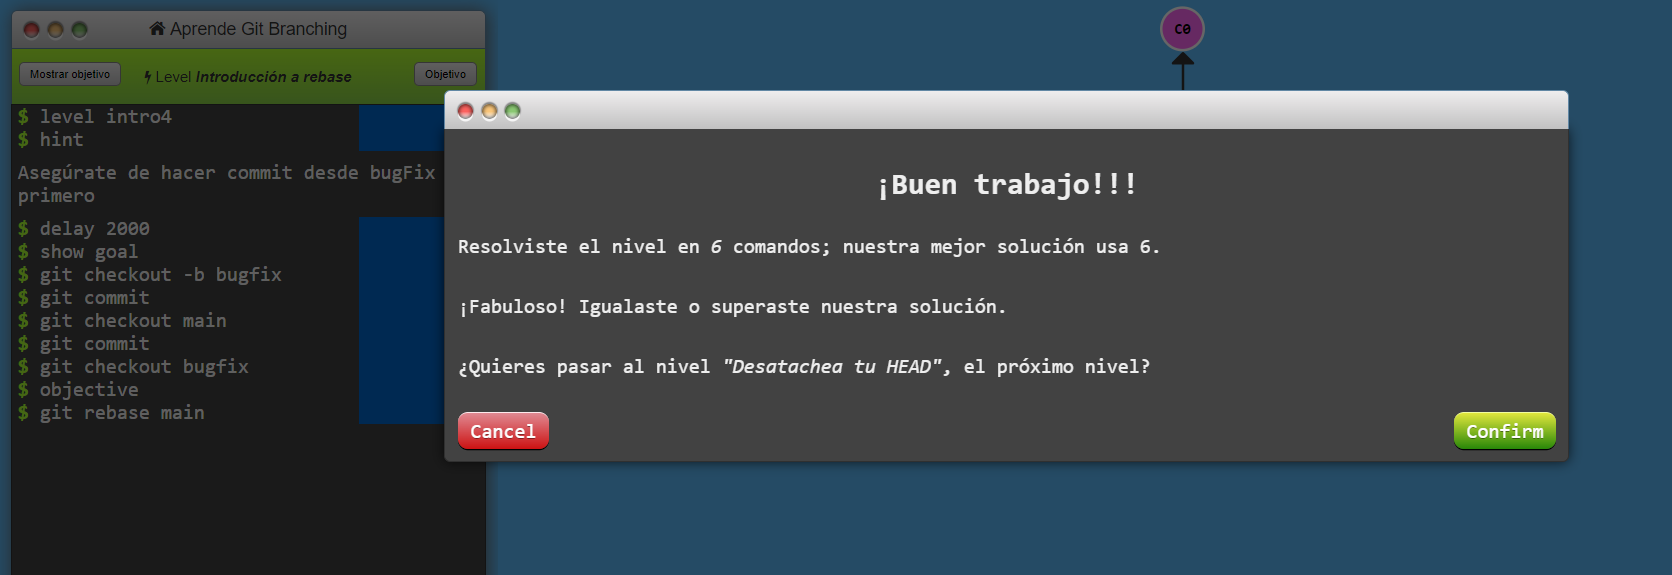 Aprende Git Branching
Mostrar objetivo
Level Introducción a rebase
Objetivo
$ level intro4
$ hint
Asegúrate de hacer commit desde bugFix
primero
$ delay 2000
$ show goal
$ git checkout -b bugfix
$ git commit
$ git checkout main
$ git commit
$ git checkout bugfix
$ objective
$ git rebase main
C0
¡Buen trabajo!!!
Resolviste el nivel en 6 comandos; nuestra mejor solución usa 6.
¡Fabuloso! Igualaste o superaste nuestra solución.
¿Quieres pasar al nivel "Desatachea tu HEAD", el próximo nivel?
Cancel
Confirm